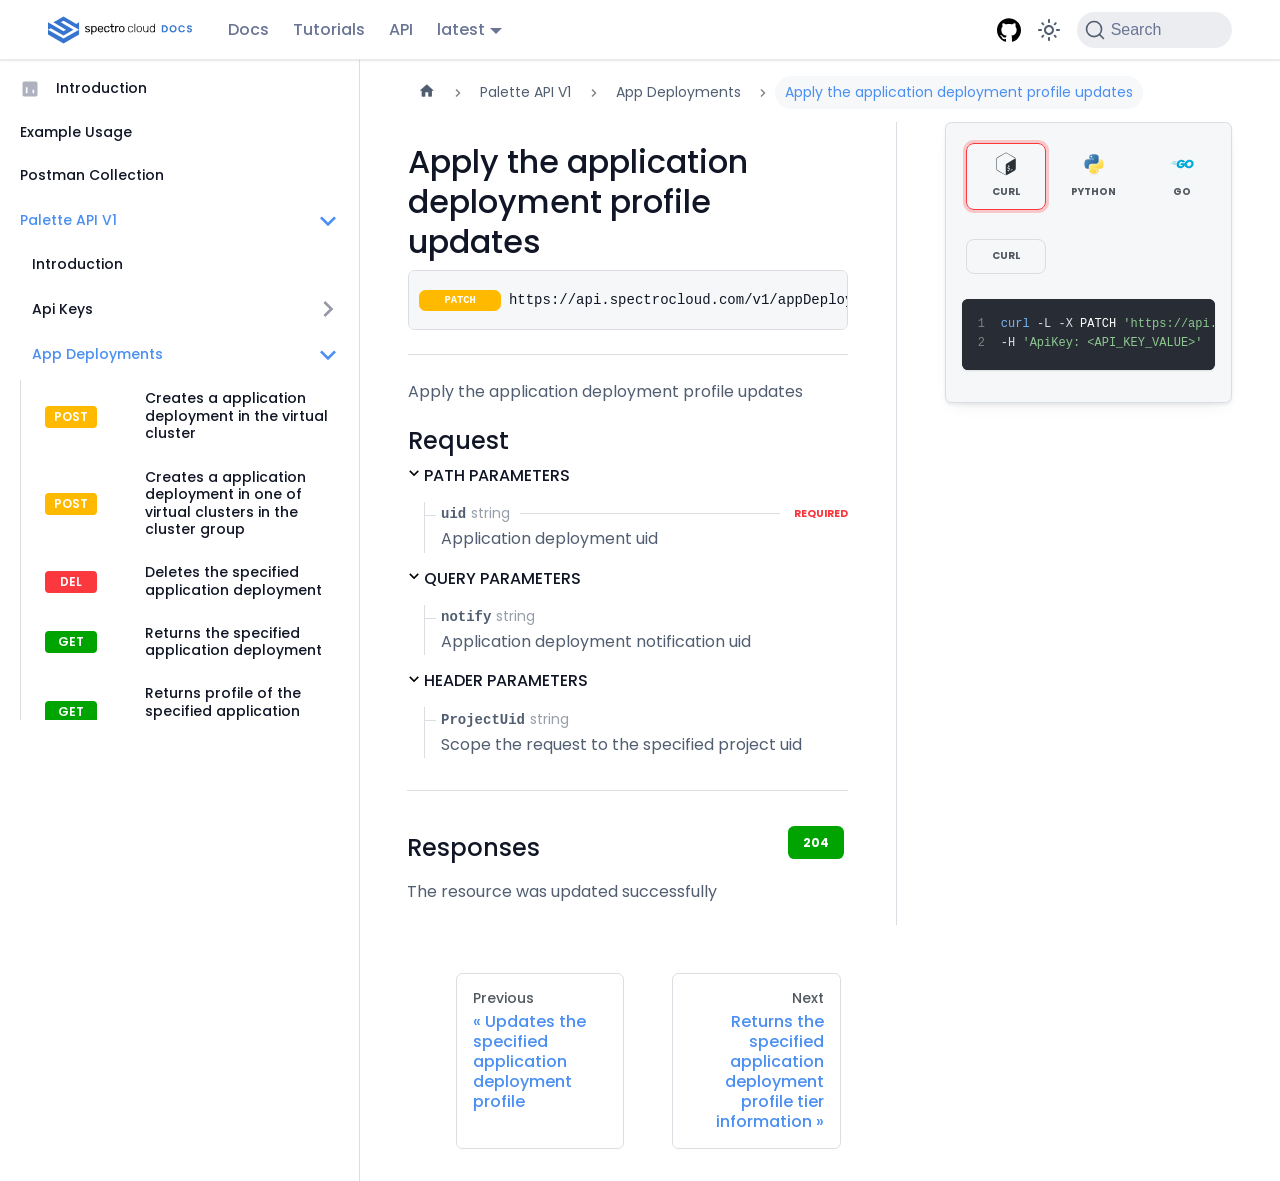 spectro cloud DOCS
Docs
Tutorials
API
latest
Search
Introduction
Example Usage
Postman Collection
Palette API V1
Introduction
Api Keys
App Deployments
POST
Creates a application
deployment in the virtual
cluster
POST
Creates a application
deployment in one of
virtual clusters in the
cluster group
DEL
Deletes the specified
application deployment
GET
Returns the specified
application deployment
GET
Returns profile of the
specified application
Palette API V1
App Deployments
Apply the application deployment profile updates
Apply the application
deployment profile
updates
PATCH https://api.spectrocloud.com/v1/appDeploy
Apply the application deployment profile updates
Request
PATH PARAMETERS
uid string REQUIRED
Application deployment uid
QUERY PARAMETERS
notify string
Application deployment notification uid
HEADER PARAMETERS
ProjectUid string
Scope the request to the specified project uid
Responses
204
The resource was updated successfully
Previous
« Updates the
specified
application
deployment
profile
Next
Returns the
specified
application
deployment
profile tier
information »
CURL
PYTHON
GO
CURL
1 curl -L -X PATCH 'https://api.
2 -H 'ApiKey: <API_KEY_VALUE>'